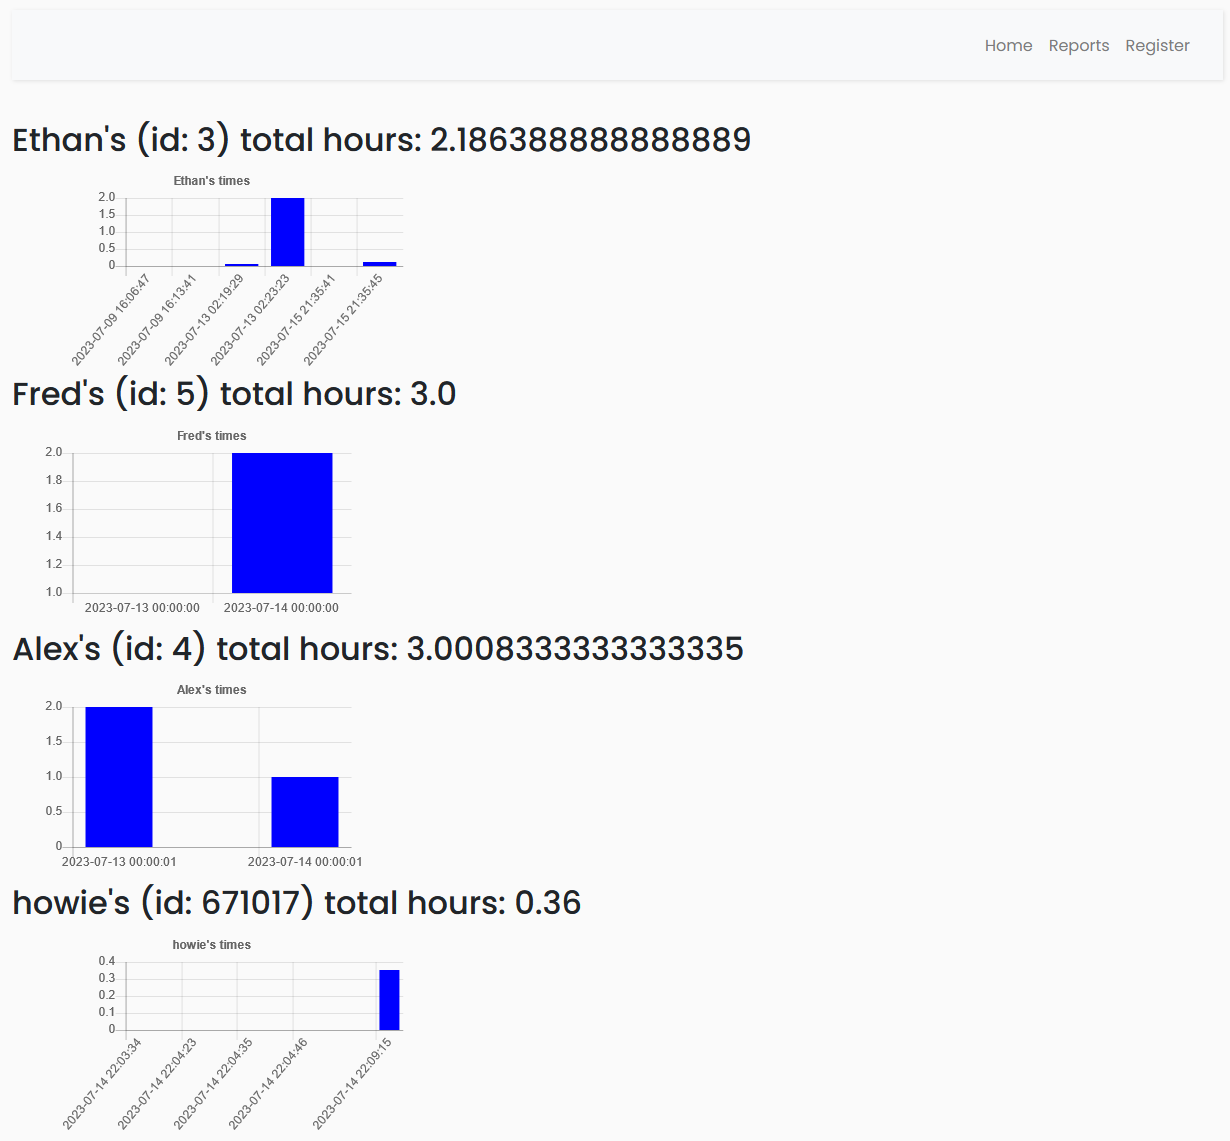 Home Reports Register
Ethan's (id: 3) total hours: 2.186388888888889
Ethan's times
2.0
1.5
1.0
0.5
0
2023-07-09 16:06:47
2023-07-09 16:13:41
2023-07-13 02:19:29
2023-07-13 02:23:23
2023-07-15 21:35:41
2023-07-15 21:35:45
Fred's (id: 5) total hours: 3.0
Fred's times
2.0
1.8
1.6
1.4
1.2
1.0
2023-07-13 00:00:00 2023-07-14 00:00:00
Alex's (id: 4) total hours: 3.0008333333333335
Alex's times
2.0
1.5
1.0
0.5
0
2023-07-13 00:00:01 2023-07-14 00:00:01
howie's (id: 671017) total hours: 0.36
howie's times
0.4
0.3
0.2
0.1
0
2023-07-14 22:03:34
2023-07-14 22:04:23
2023-07-14 22:04:35
2023-07-14 22:04:46
2023-07-14 22:09:15